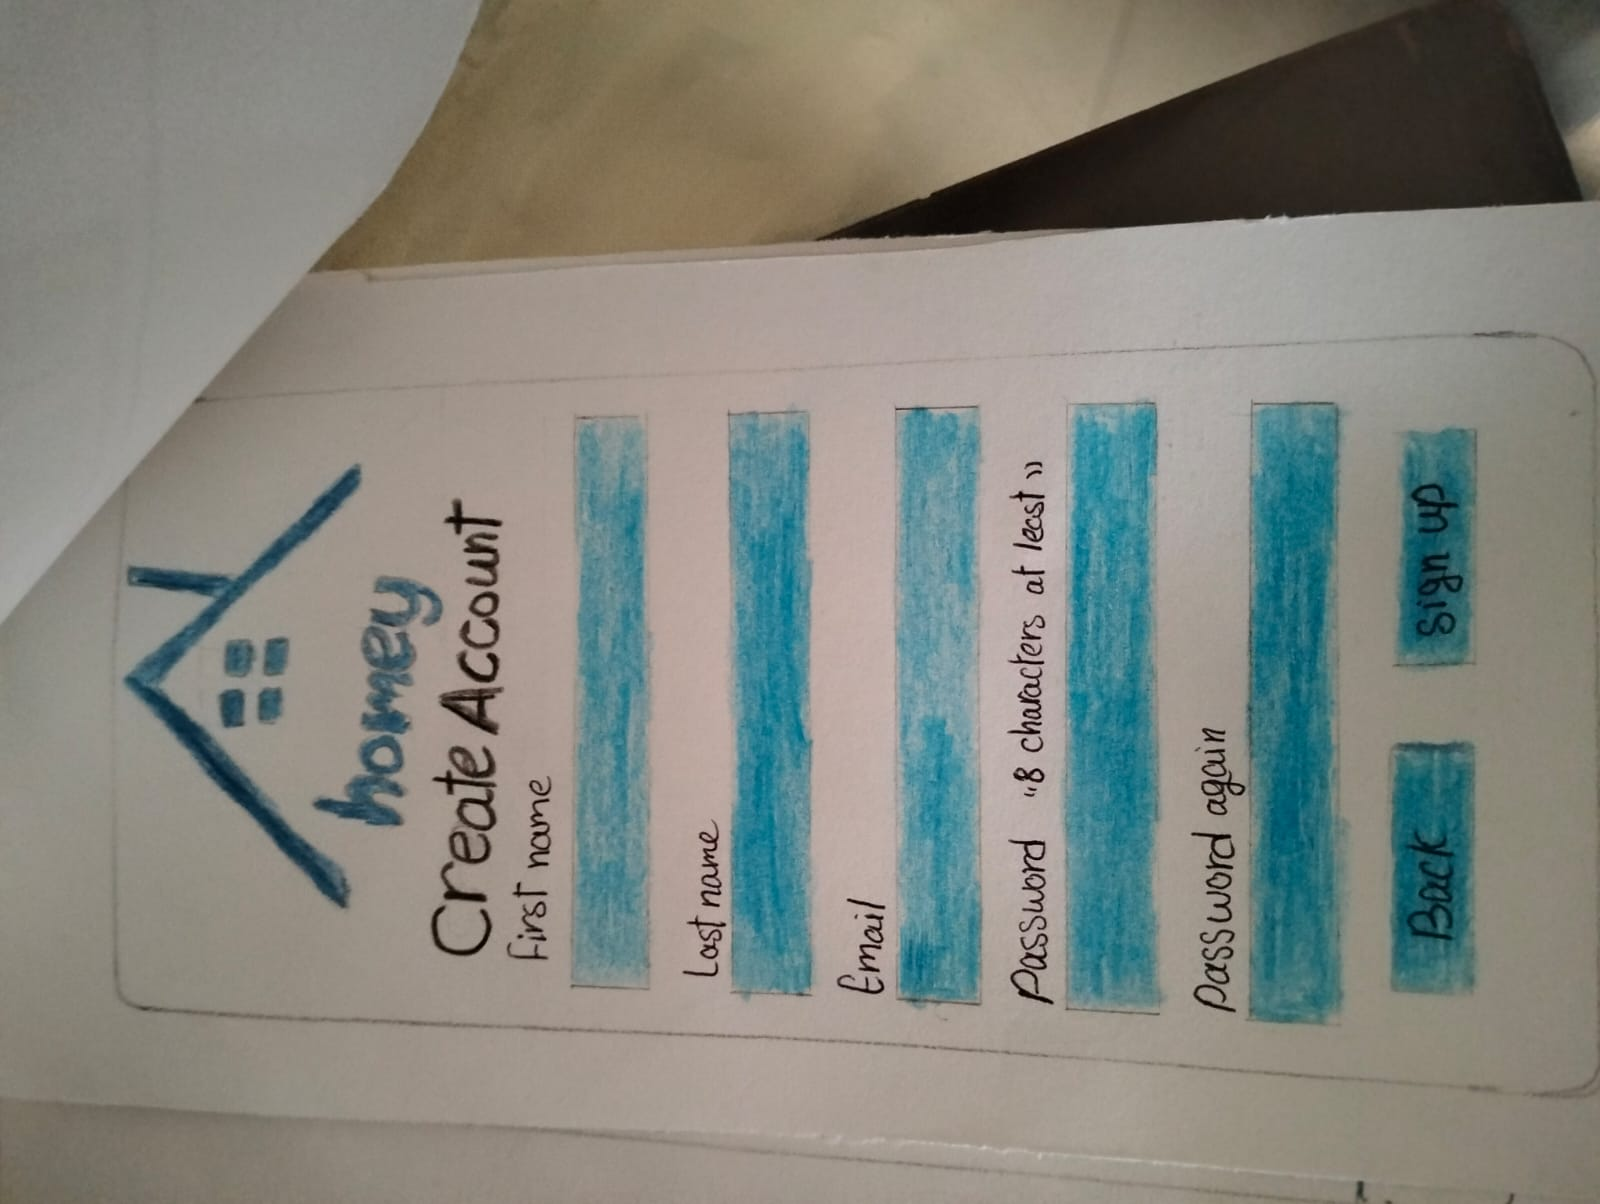 homey
Create Account
First name
Last name
Email
Password "8 characters at least"
Password again
Back
Sign up